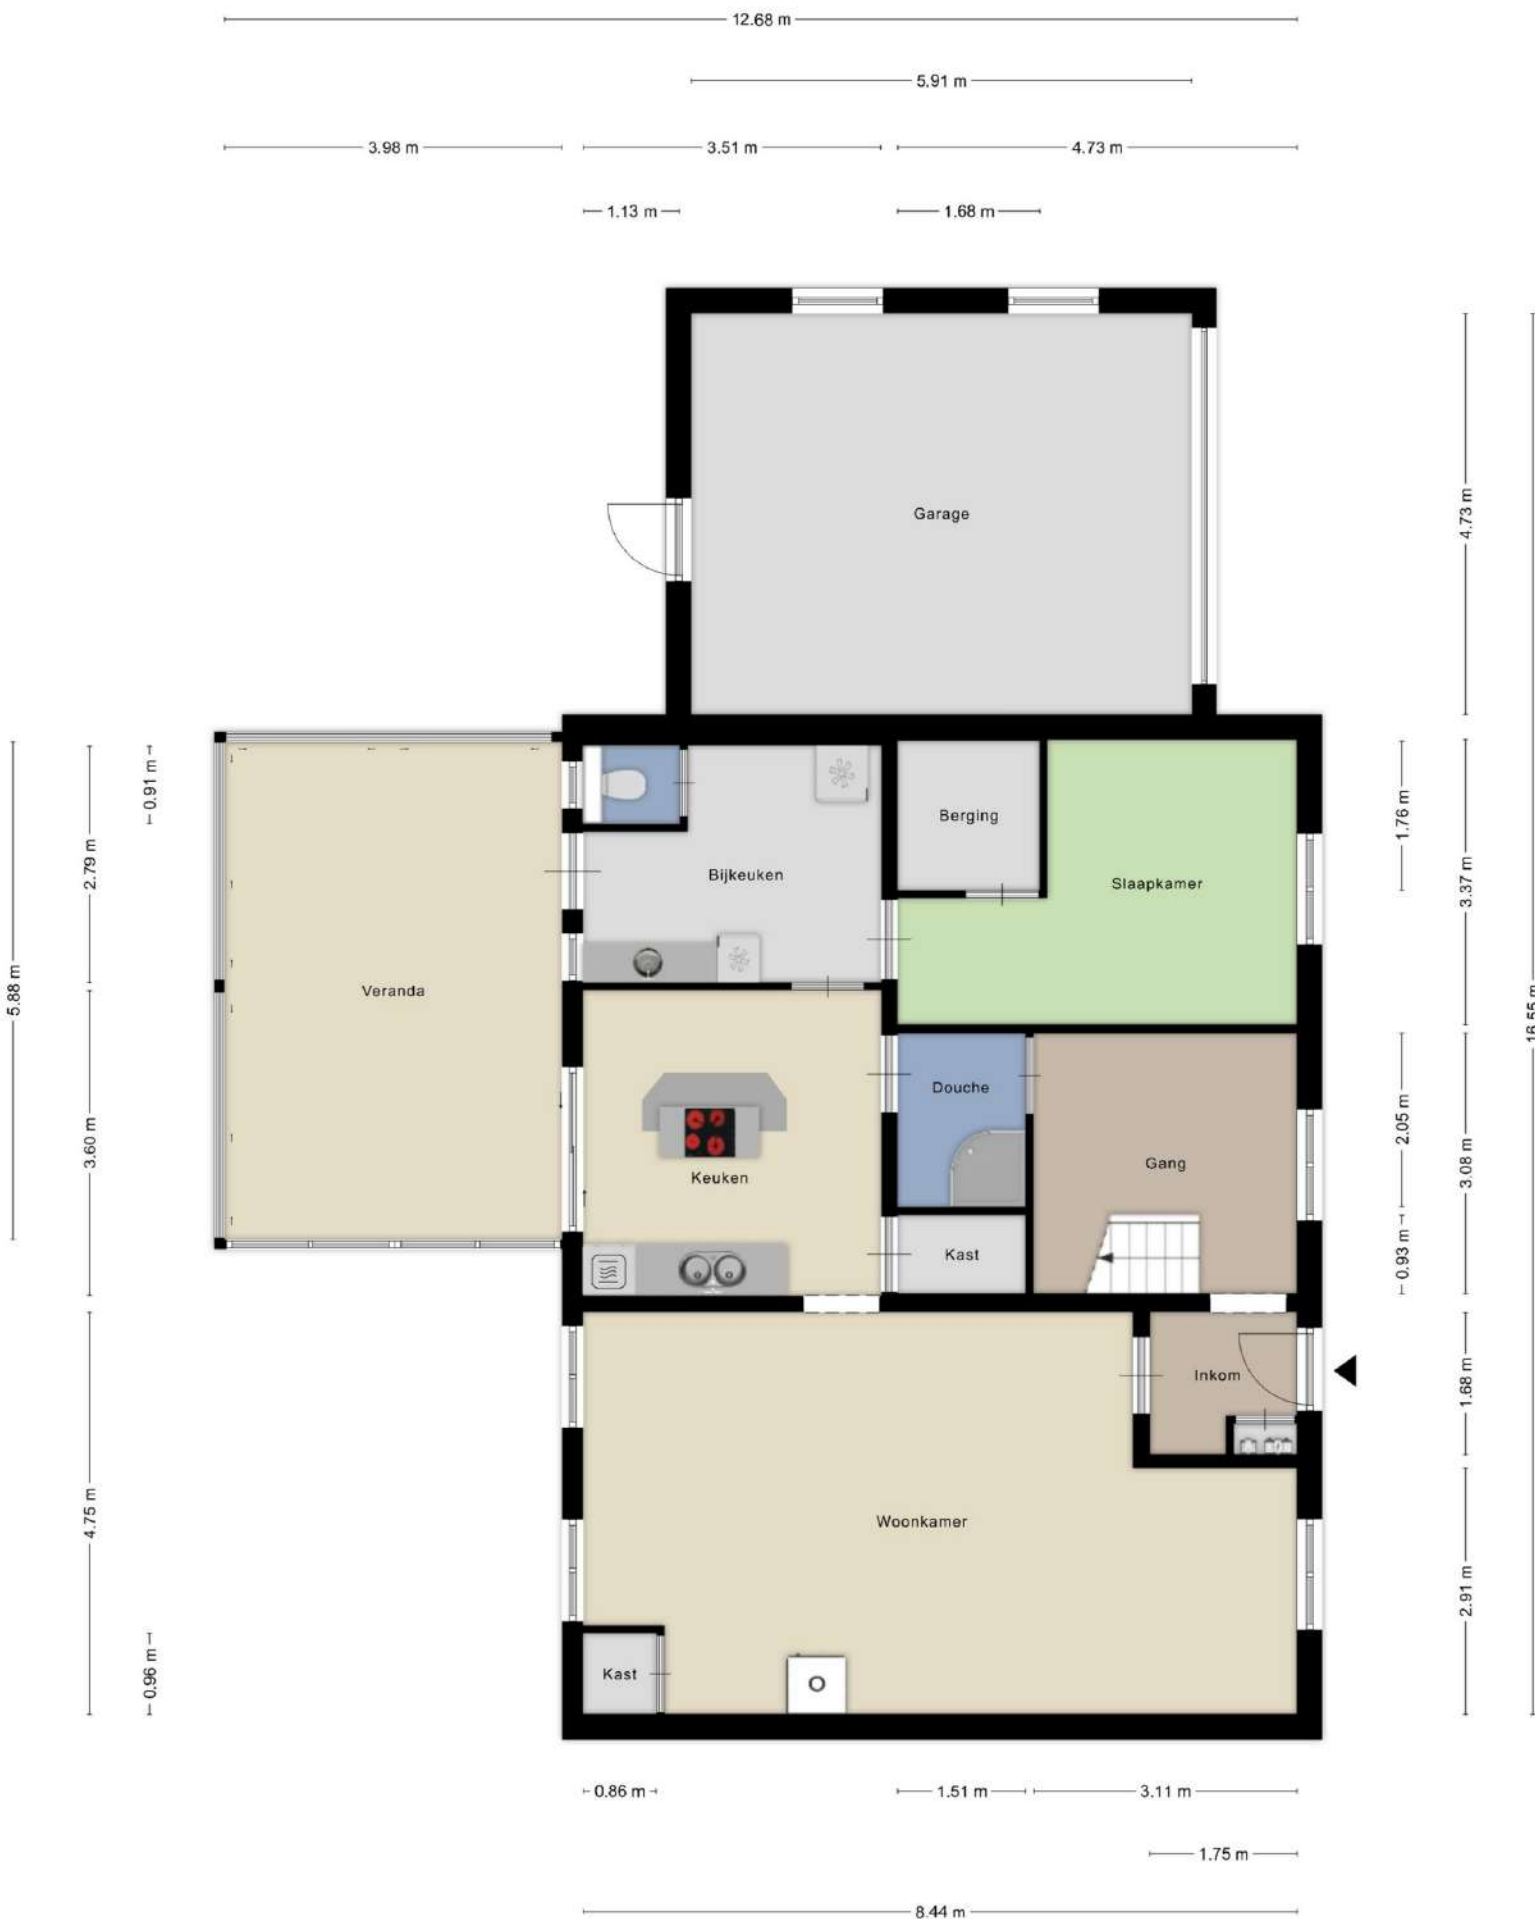 12.68 m
5.91 m
3.98 m
3.51 m
4.73 m
1.13 m
1.68 m
Garage
4.73 m
0.91 m
2.79 m
5.88 m
Berging
1.76 m
Bijkeuken
Slaapkamer
3.37 m
Veranda
16.55 m
Douche
2.05 m
3.60 m
Keuken
Gang
3.08 m
Kast
0.93 m
Inkom
1.68 m
4.75 m
Woonkamer
2.91 m
0.96 m
Kast
0.86 m
1.51 m
3.11 m
1.75 m
8.44 m